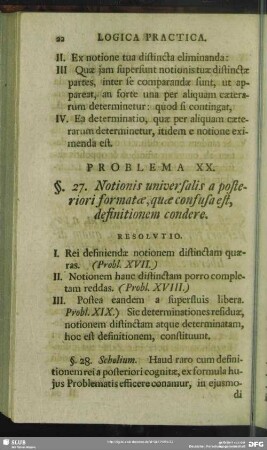 22 LOGICA PRACTICA.
II. Ex notione tua distincta eliminanda:
III Quæ jam supersunt notionis tuæ distinctæ
partes, inter se comparandæ sunt, ut ap-
pareat, an forte una per aliquam cætera-
rum determinetur: quod si contingat,
IV. Ea determinatio, quæ per aliquam cæte-
rarum determinetur, itidem e notione exi-
menda est.
PROBLEMA XX.
§. 27. Notionis universalis a poste-
riori formatæ, quæ confusa est,
definitionem condere.
RESOLVTIO.
I. Rei definiendæ notionem distinctam quæ-
ras. (Probl. XVII.)
II. Notionem hanc distinctam porro comple-
tam reddas. (Probl. XVIII.)
III. Postea eandem a superfluis libera.
Probl. XIX.) Sic determinationes residuæ,
notionem distinctam atque determinatam,
hoc est definitionem, constituunt.
§. 28. Scholium. Haud raro cum defini-
tionem rei a posteriori cognitæ, ex formula hu-
jus Problematis efficere conamur, in ejusmo-
di
SLUB